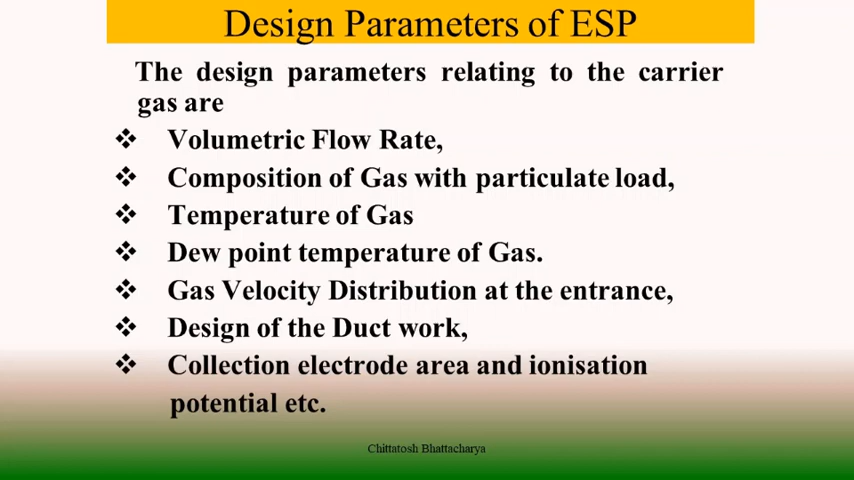 Design Parameters of ESP
The design parameters relating to the carrier
gas are
❖ Volumetric Flow Rate,
❖ Composition of Gas with particulate load,
❖ Temperature of Gas
❖ Dew point temperature of Gas.
❖ Gas Velocity Distribution at the entrance,
❖ Design of the Duct work,
❖ Collection electrode area and ionisation
potential etc.
Chittatosh Bhattacharya